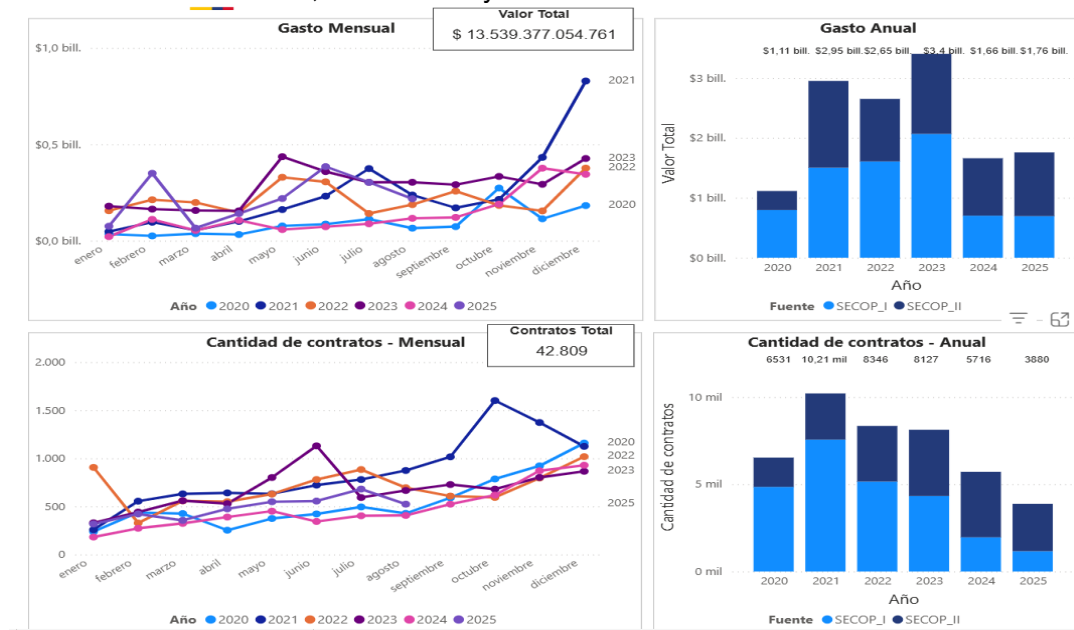 Gasto Mensual
Valor Total
$ 13.539.377.054.761
$1,0 bill.
$0,5 bill.
$0,0 bill.
2021
2023
2022
2020
enero febrero marzo abril mayo junio julio agosto septiembre octubre noviembre diciembre
Año 2020 2021 2022 2023 2024 2025
Gasto Anual
$1,11 bill. $2,95 bill. $2,65 bill. $3,4 bill. $1,66 bill. $1,76 bill.
Valor Total
$3 bill.
$2 bill.
$1 bill.
$0 bill.
2020 2021 2022 2023 2024 2025
Año
Fuente SECOP_I SECOP_II
Cantidad de contratos - Mensual
Contratos Total
42.809
2.000
1.500
1.000
500
0
2020
2022
2023
2025
enero febrero marzo abril mayo junio julio agosto septiembre octubre noviembre diciembre
Año 2020 2021 2022 2023 2024 2025
Cantidad de contratos - Anual
6531 10,21 mil 8346 8127 5716 3880
Cantidad de contratos
10 mil
5 mil
0 mil
2020 2021 2022 2023 2024 2025
Año
Fuente SECOP_I SECOP_II